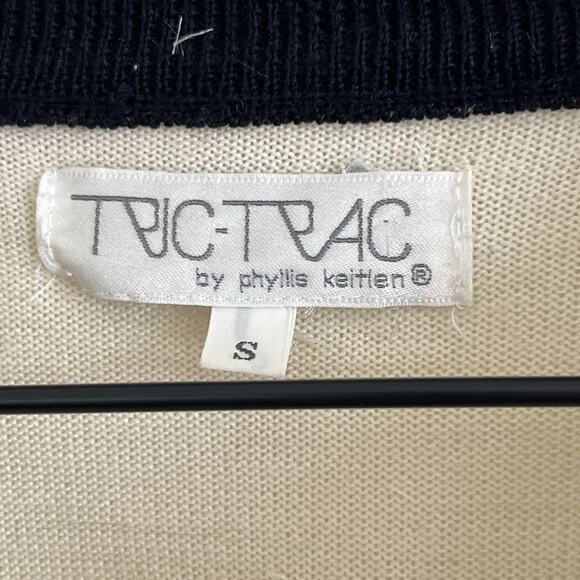 TRIC-TRAC
by phyllis keitlen®
S